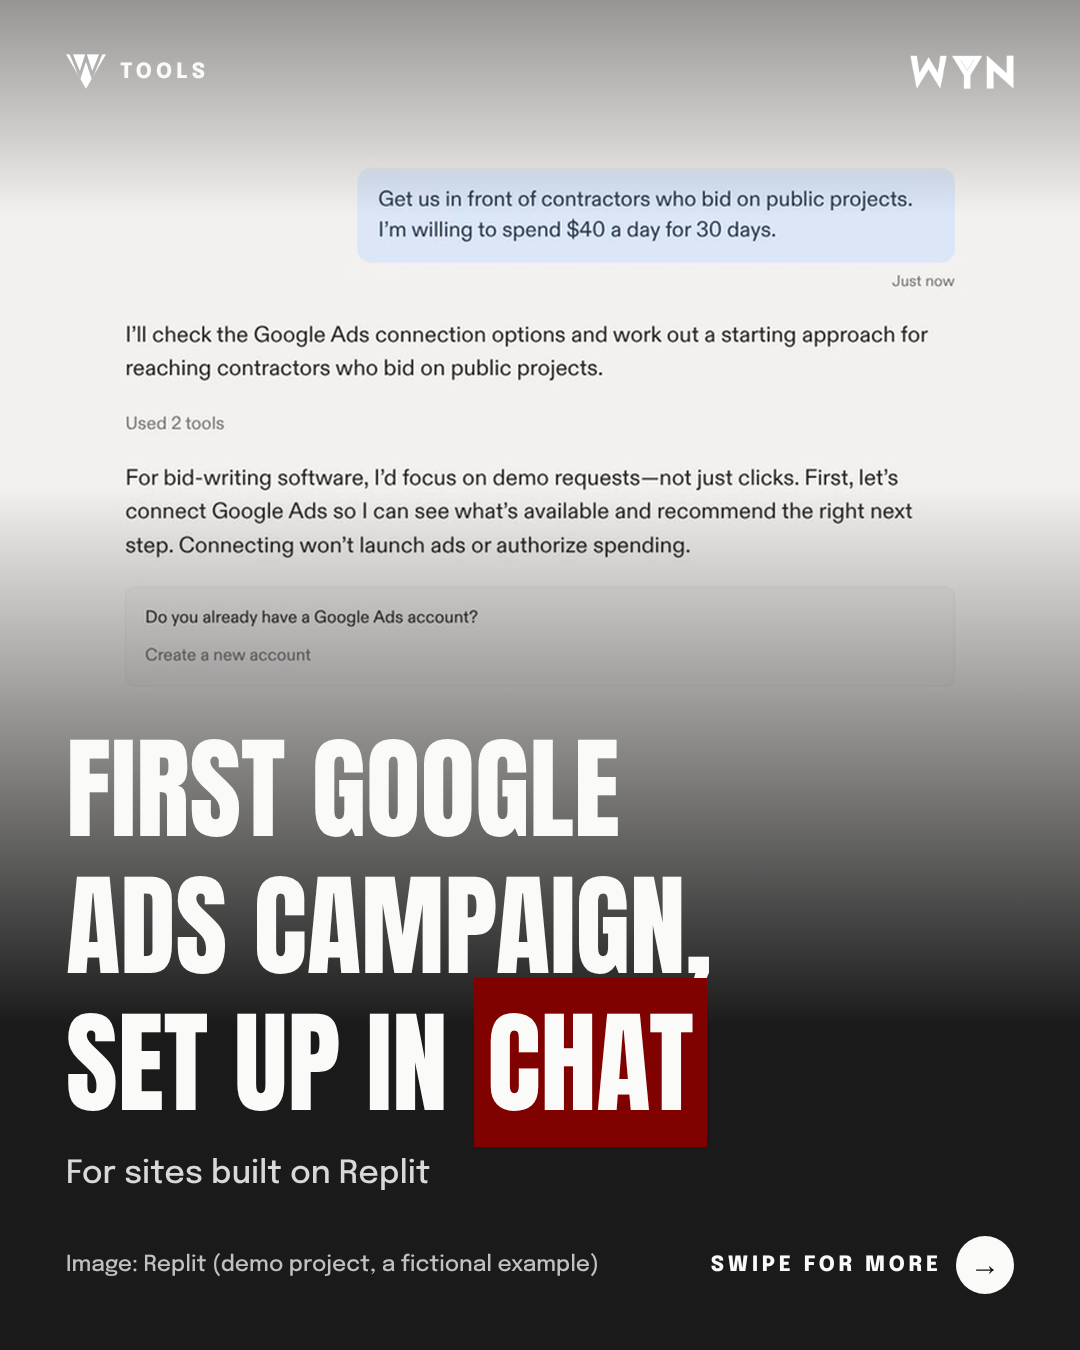 TOOLS
WYN
Get us in front of contractors who bid on public projects.
I'm willing to spend $40 a day for 30 days.
Just now
I'll check the Google Ads connection options and work out a starting approach for
reaching contractors who bid on public projects.
Used 2 tools
For bid-writing software, I'd focus on demo requests—not just clicks. First, let's
connect Google Ads so I can see what's available and recommend the right next
step. Connecting won't launch ads or authorize spending.
Do you already have a Google Ads account?
Create a new account
FIRST GOOGLE
ADS CAMPAIGN,
SET UP IN CHAT
For sites built on Replit
Image: Replit (demo project, a fictional example)
SWIPE FOR MORE →